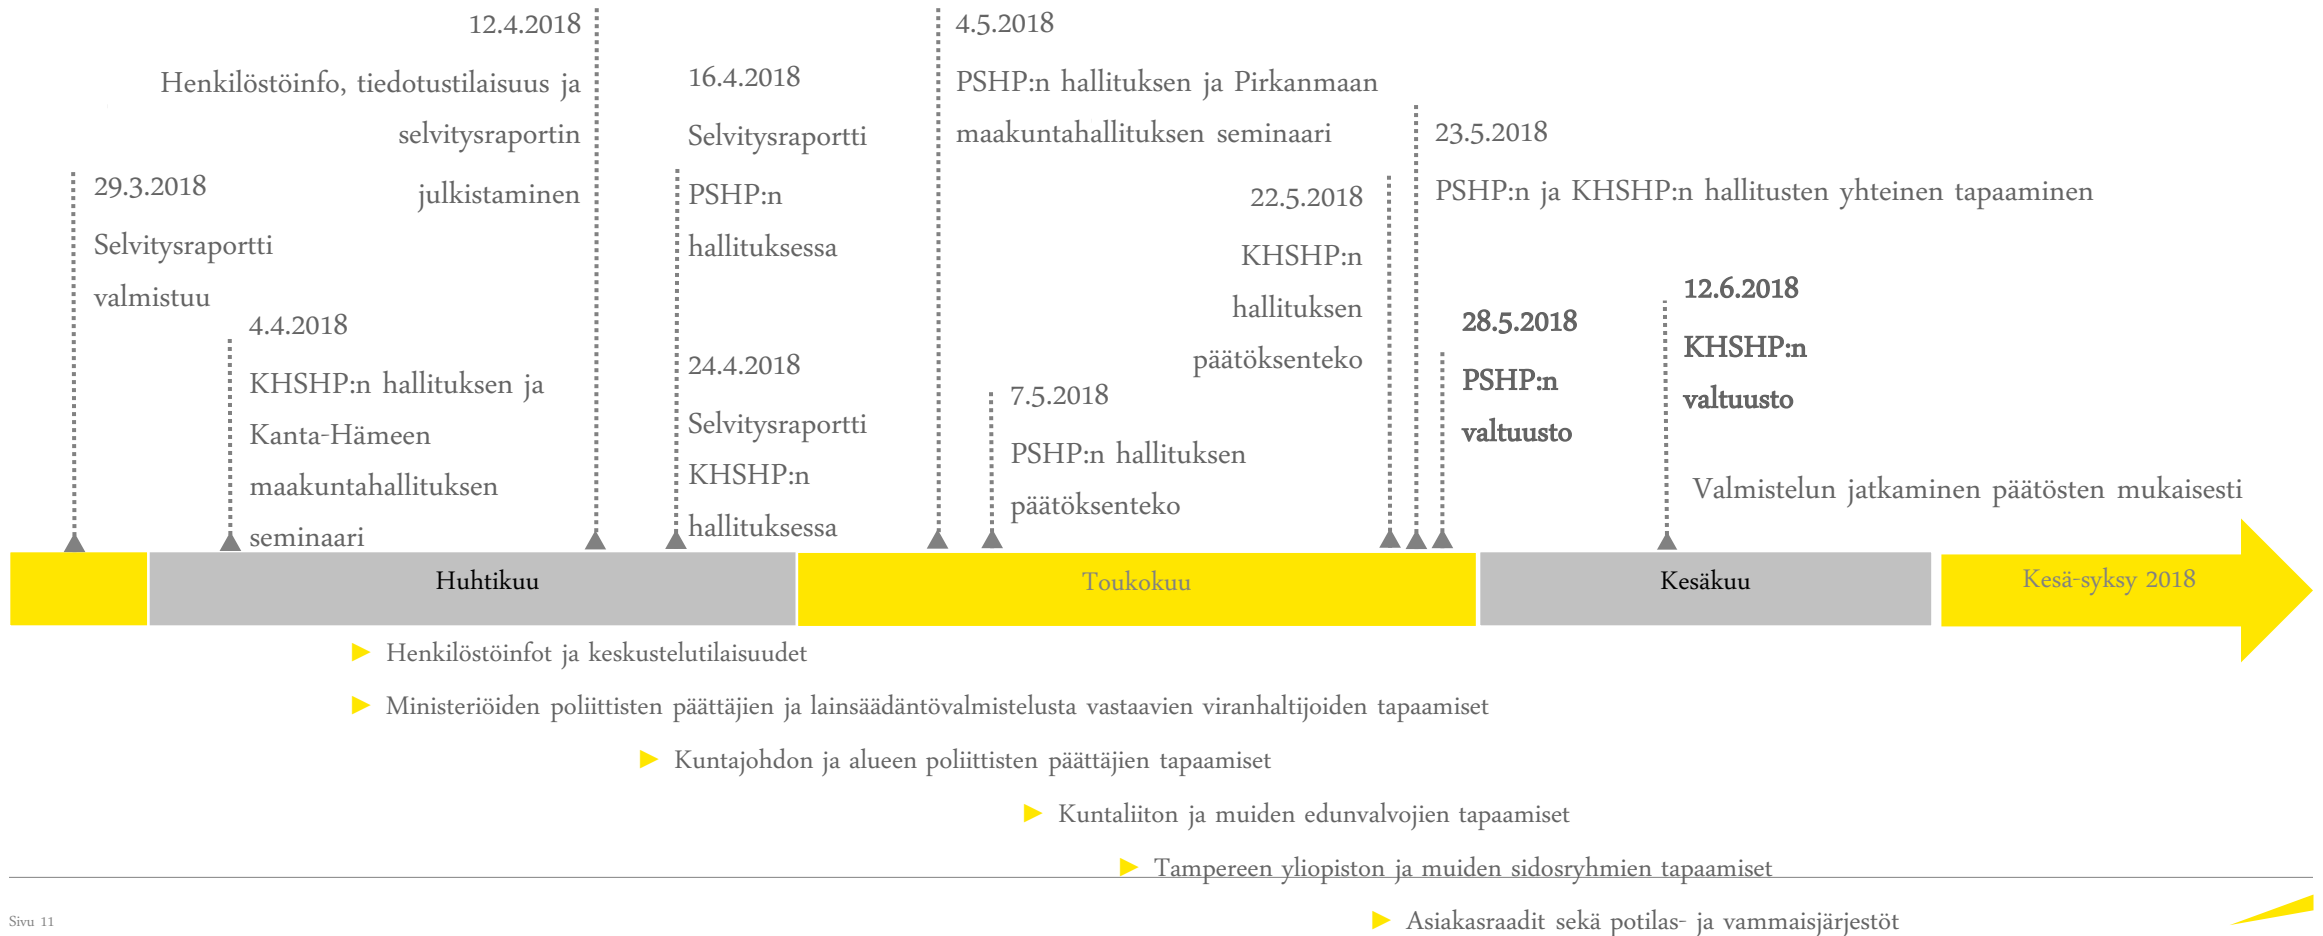 29.3.2018
Selvitysraportti
valmistuu
4.4.2018
KHSHP:n hallituksen ja
Kanta-Hämeen
maakuntahallituksen
seminaari
12.4.2018
Henkilöstöinfo, tiedotustilaisuus ja
selvitysraportin
julkistaminen
16.4.2018
Selvitysraportti
PSHP:n
hallituksessa
24.4.2018
Selvitysraportti
KHSHP:n
hallituksessa
4.5.2018
PSHP:n hallituksen ja Pirkanmaan
maakuntahallituksen seminaari
7.5.2018
PSHP:n hallituksen
päätöksenteko
22.5.2018
KHSHP:n
hallituksen
päätöksenteko
23.5.2018
PSHP:n ja KHSHP:n hallitusten yhteinen tapaaminen
28.5.2018
PSHP:n
valtuusto
12.6.2018
KHSHP:n
valtuusto
Valmistelun jatkaminen päätösten mukaisesti
Huhtikuu
Toukokuu
Kesäkuu
Kesä-syksy 2018
Henkilöstöinfot ja keskustelutilaisuudet
Ministeriöiden poliittisten päättäjien ja lainsäädäntövalmistelusta vastaavien viranhaltijoiden tapaamiset
Kuntajohdon ja alueen poliittisten päättäjien tapaamiset
Kuntaliiton ja muiden edunvalvojien tapaamiset
Tampereen yliopiston ja muiden sidosryhmien tapaamiset
Asiakasraadit sekä potilas- ja vammaisjärjestöt
Sivu 11